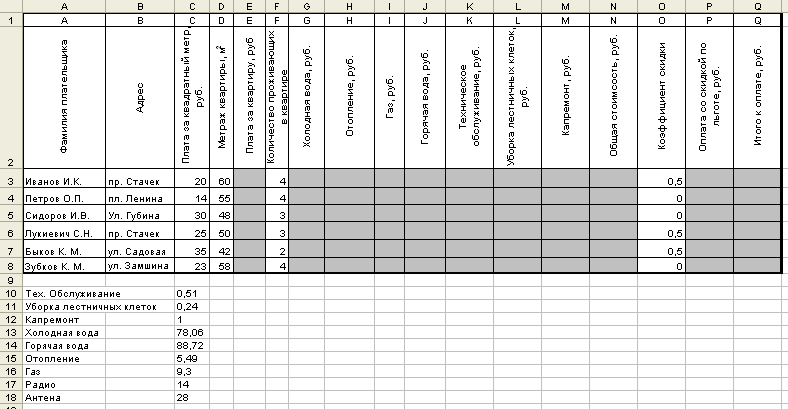 A B C D E F G H I J K L M N O P Q
1 A B C D E F G H I J K K L M N O P Q
2 Фамилия плательщика Адрес Плата за квадратный метр, руб. Метраж квартиры, м² Плата за квартиру, руб Количество проживающих в квартире Холодная вода, руб. Отопление, руб. Газ, руб. Горячая вода, руб. Техническое обслуживание, руб. Уборка лестничных клеток, руб. Капремонт, руб. Общая стоимсость, руб. Коэффициент скидки Оплата со скидкой по льготе, руб. Итого к оплате, руб.
3 Иванов И.К. пр. Стачек 20 60 4 0,5
4 Петров О.П. пл. Ленина 14 55 4 0
5 Сидоров И.В. Ул. Губина 30 48 3 0
6 Лукиевич С.Н. пр. Стачек 25 50 3 0,5
7 Быков К. М. ул. Садовая 35 42 2 0,5
8 Зубков К. М. ул. Замшина 23 58 4 0
9
10 Тех. Обслуживание 0,51
11 Уборка лестничных клеток 0,24
12 Капремонт 1
13 Холодная вода 78,06
14 Горячая вода 88,72
15 Отопление 5,49
16 Газ 9,3
17 Радио 14
18 Антена 28